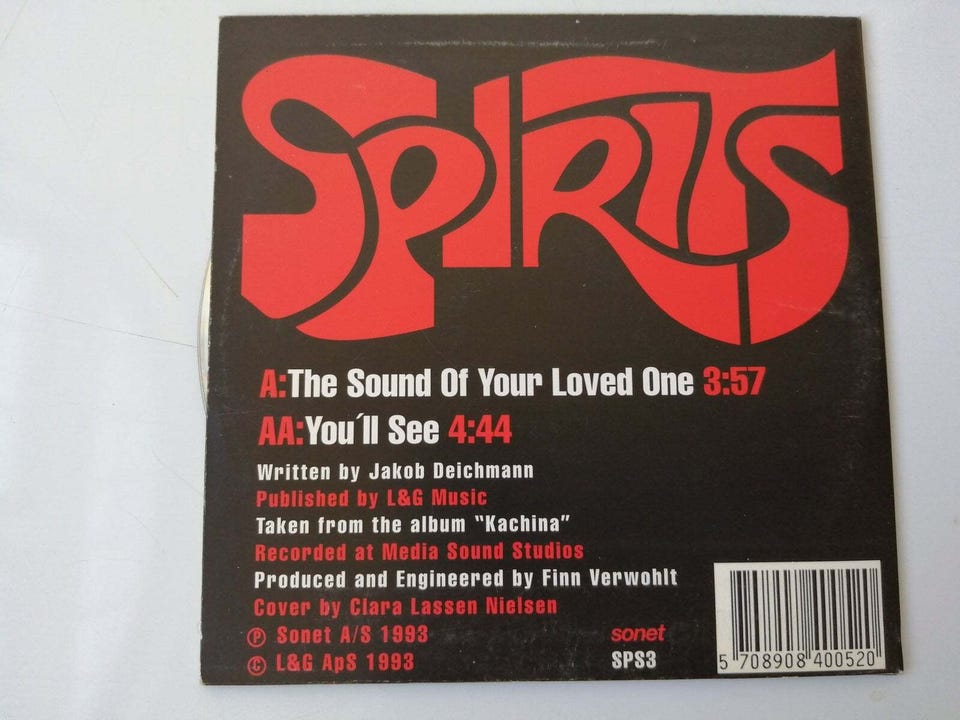 SPIRITS
A:The Sound Of Your Loved One 3:57
AA:You´ll See 4:44
Written by Jakob Deichmann
Published by L&G Music
Taken from the album "Kachina"
Recorded at Media Sound Studios
Produced and Engineered by Finn Verwohlt
Cover by Clara Lassen Nielsen
℗ Sonet A/S 1993
© L&G ApS 1993
sonet
SPS3
5 708908 400520